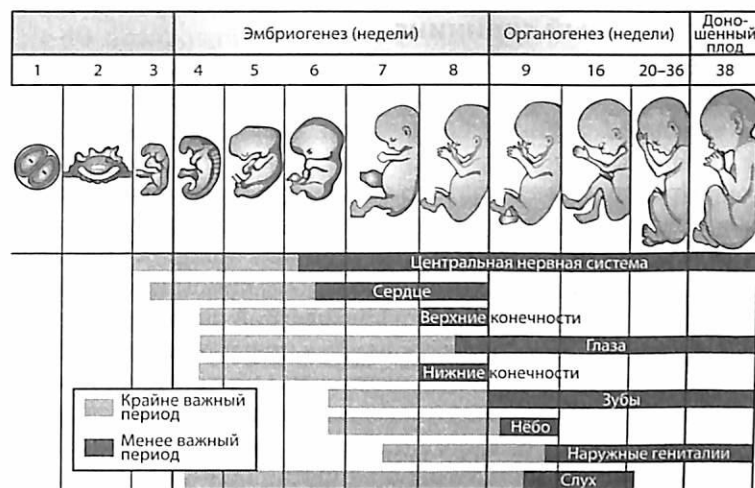 Эмбриогенез (недели)
Органогенез (недели)
Доно-
шенный
плод
1 2 3 4 5 6 7 8 9 16 20–36 38
Центральная нервная система
Сердце
Верхние конечности
Глаза
Нижние конечности
Зубы
Нёбо
Наружные гениталии
Слух
Крайне важный
период
Менее важный
период